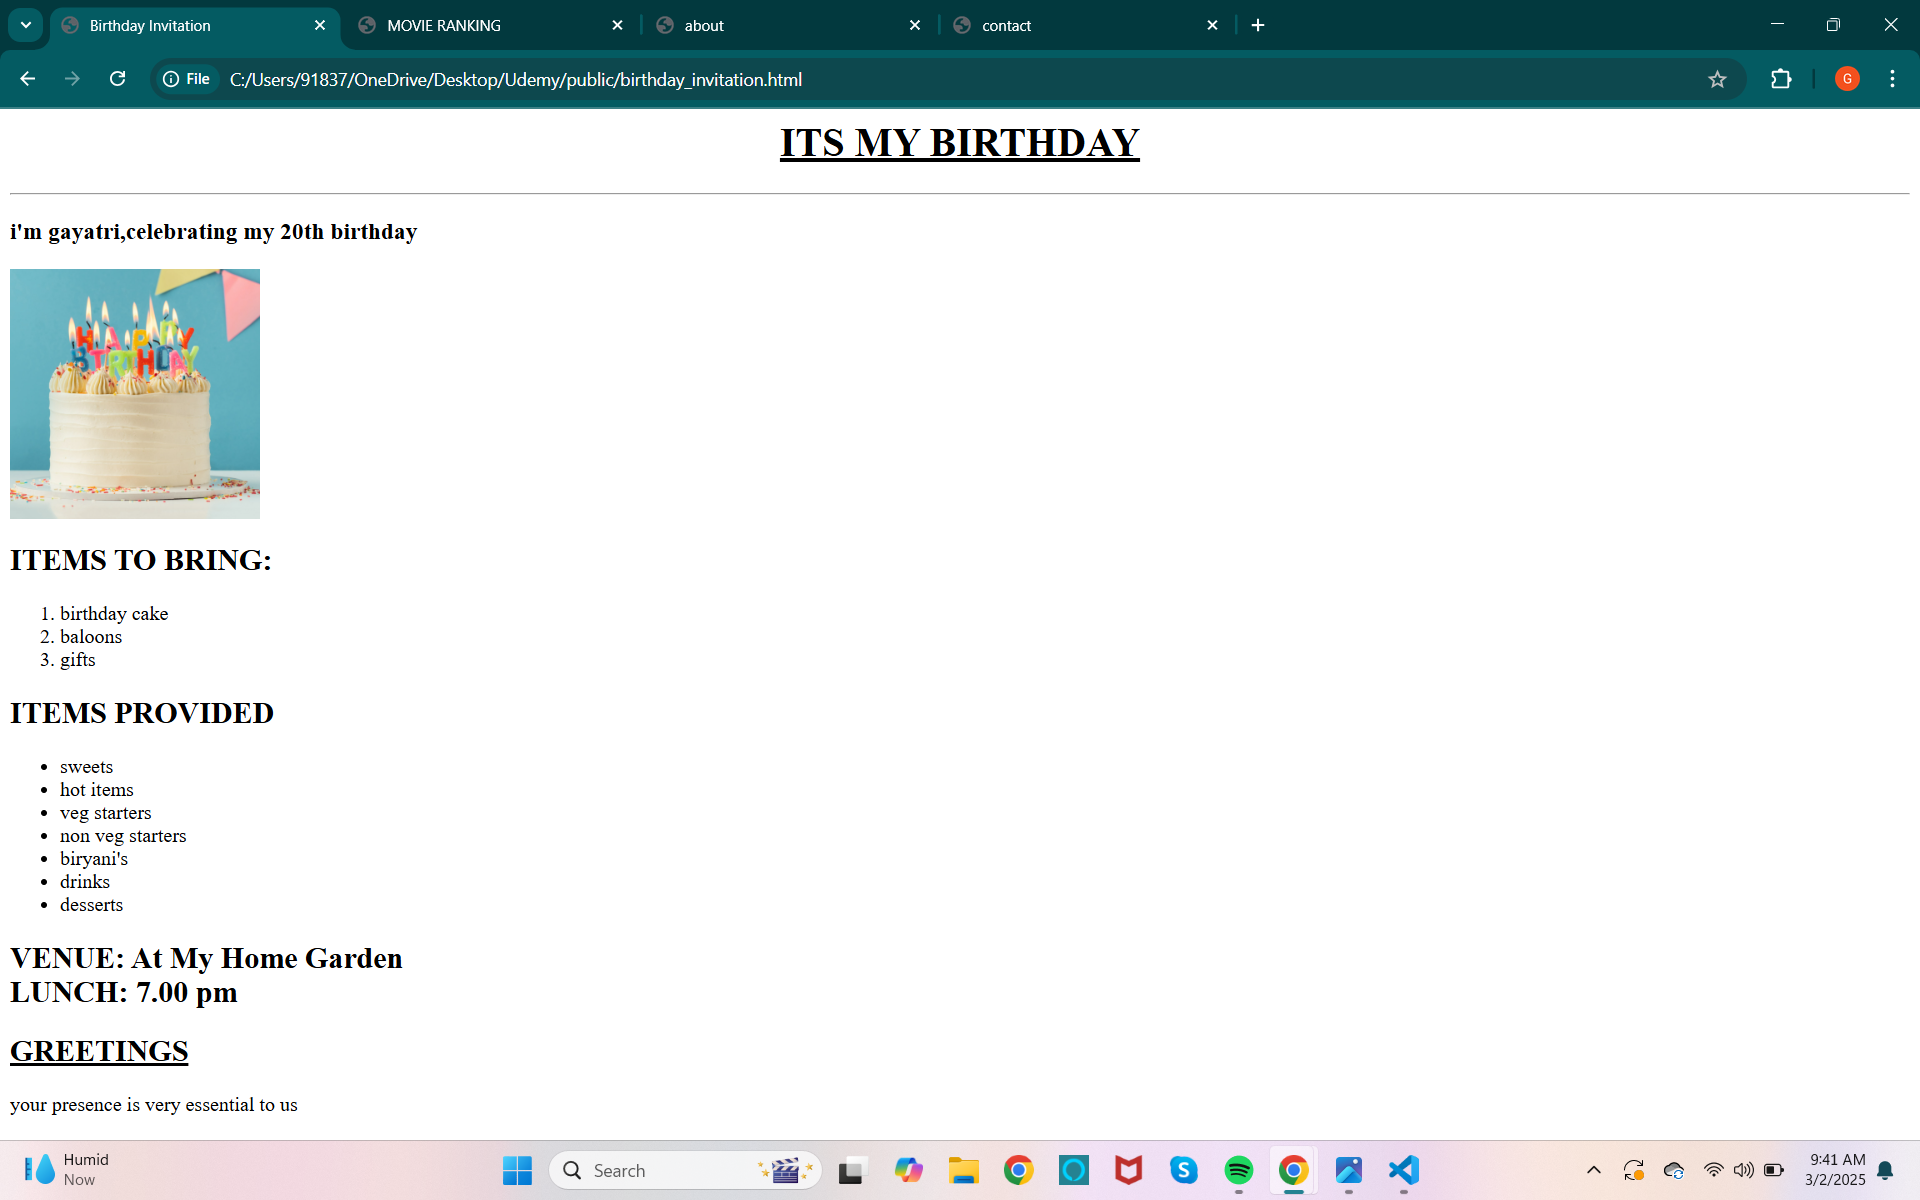 Birthday Invitation
MOVIE RANKING
about
contact
File
C:/Users/91837/OneDrive/Desktop/Udemy/public/birthday_invitation.html
G
ITS MY BIRTHDAY
i'm gayatri,celebrating my 20th birthday
HAPPY
BIRTHDAY
ITEMS TO BRING:
1. birthday cake
2. baloons
3. gifts
ITEMS PROVIDED
• sweets
• hot items
• veg starters
• non veg starters
• biryani's
• drinks
• desserts
VENUE: At My Home Garden
LUNCH: 7.00 pm
GREETINGS
your presence is very essential to us
Humid
Now
Search
S
9:41 AM
3/2/2025